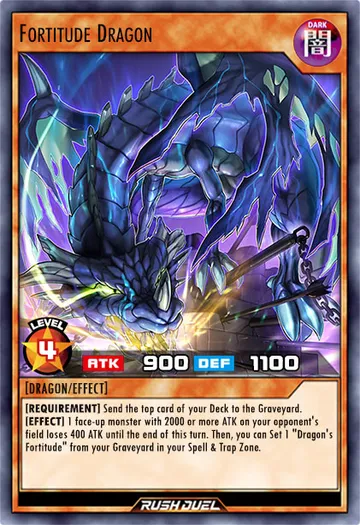 Fortitude Dragon
DARK
闇
LEVEL
4
ATK 900 DEF 1100
[DRAGON/EFFECT]
[REQUIREMENT] Send the top card of your Deck to the Graveyard.
[EFFECT] 1 face-up monster with 2000 or more ATK on your opponent's
field loses 400 ATK until the end of this turn. Then, you can Set 1 "Dragon's
Fortitude" from your Graveyard in your Spell & Trap Zone.
RUSH DUEL